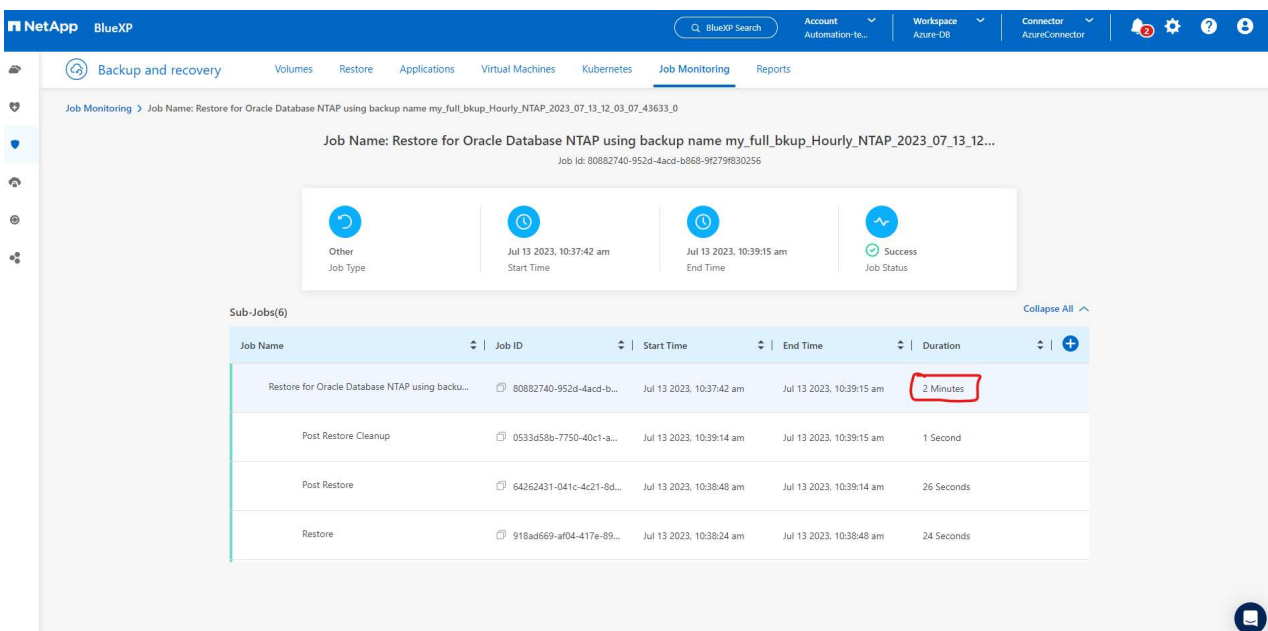 NetApp BlueXP BlueXP Search Account Automation-te... Workspace Azure-DB Connector AzureConnector 2
Backup and recovery Volumes Restore Applications Virtual Machines Kubernetes Job Monitoring Reports
Job Monitoring > Job Name: Restore for Oracle Database NTAP using backup name my_full_bkup_Hourly_NTAP_2023_07_13_12_03_07_43633_0
Job Name: Restore for Oracle Database NTAP using backup name my_full_bkup_Hourly_NTAP_2023_07_13_12...
Job Id: 80882740-952d-4acd-b868-9f279f830256
Other Jul 13 2023, 10:37:42 am Jul 13 2023, 10:39:15 am Success
Job Type Start Time End Time Job Status
Sub-Jobs(6) Collapse All
Job Name Job ID Start Time End Time Duration
Restore for Oracle Database NTAP using backu... 80882740-952d-4acd-b... Jul 13 2023, 10:37:42 am Jul 13 2023, 10:39:15 am 2 Minutes
Post Restore Cleanup 0533d58b-7750-40c1-a... Jul 13 2023, 10:39:14 am Jul 13 2023, 10:39:15 am 1 Second
Post Restore 64262431-041c-4c21-8d... Jul 13 2023, 10:38:48 am Jul 13 2023, 10:39:14 am 26 Seconds
Restore 918ad669-af04-417e-89... Jul 13 2023, 10:38:24 am Jul 13 2023, 10:38:48 am 24 Seconds